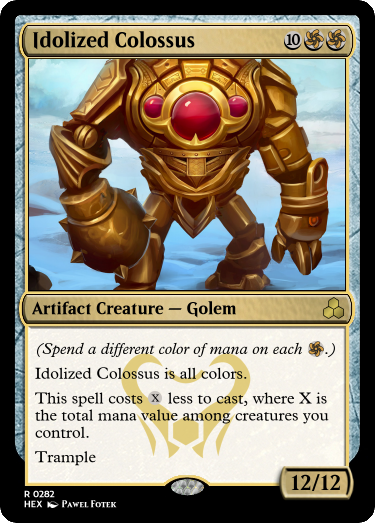 Idolized Colossus 10
Artifact Creature — Golem
(Spend a different color of mana on each .)
Idolized Colossus is all colors.
This spell costs X less to cast, where X is
the total mana value among creatures you
control.
Trample
12/12
R 0282
HEX Pawel Fotek